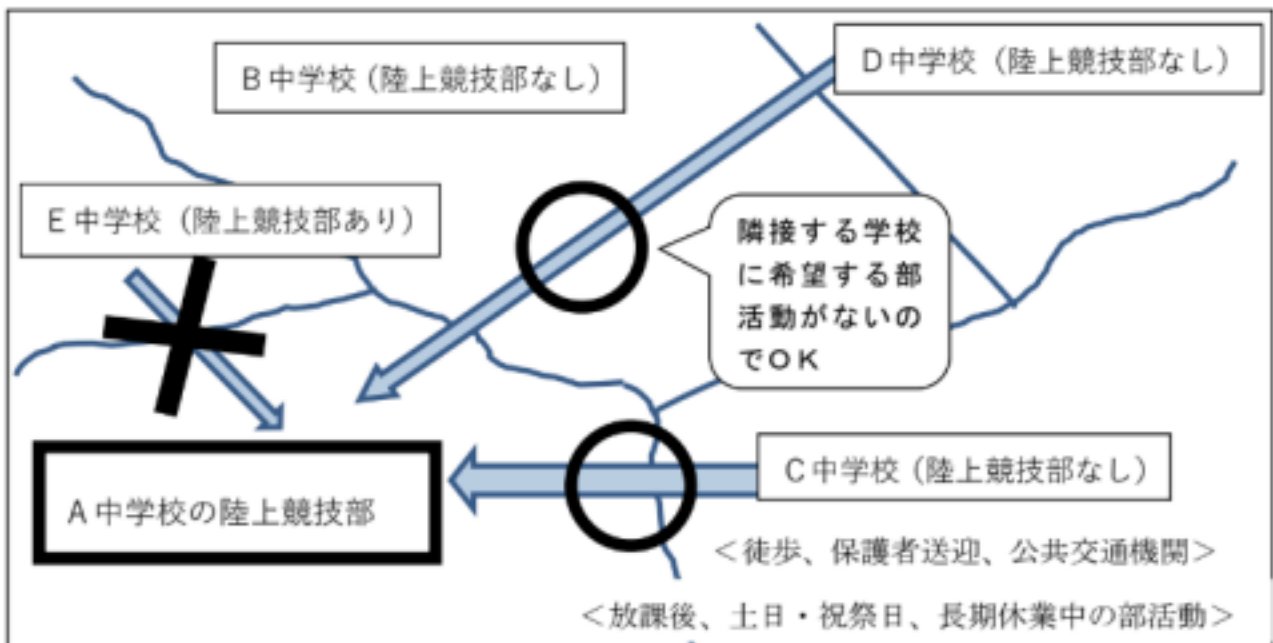 B中学校（陸上競技部なし）
D中学校（陸上競技部なし）
E中学校（陸上競技部あり）
隣接する学校
に希望する部
活動がないの
でOK
C中学校（陸上競技部なし）
A中学校の陸上競技部
＜徒歩、保護者送迎、公共交通機関＞
＜放課後、土日・祝祭日、長期休業中の部活動＞